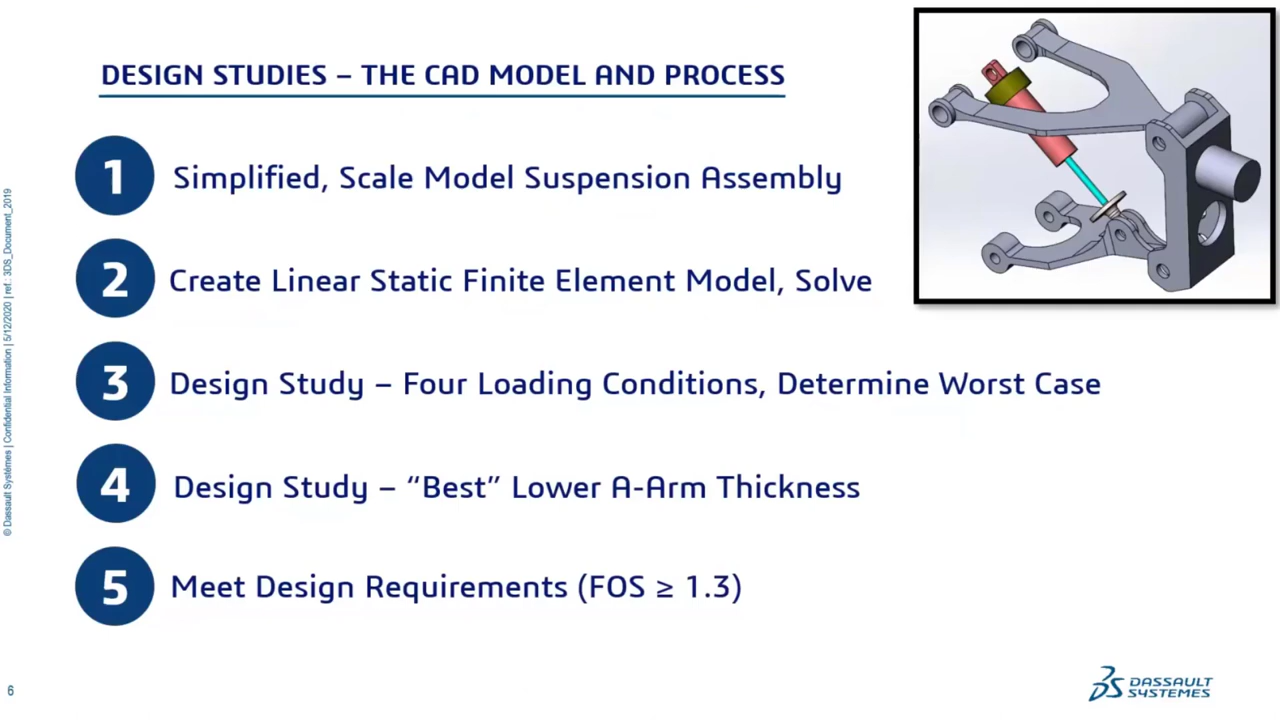 DESIGN STUDIES – THE CAD MODEL AND PROCESS
1 Simplified, Scale Model Suspension Assembly
2 Create Linear Static Finite Element Model, Solve
3 Design Study – Four Loading Conditions, Determine Worst Case
4 Design Study – “Best” Lower A-Arm Thickness
5 Meet Design Requirements (FOS ≥ 1.3)
© Dassault Systèmes | Confidential Information | 5/12/2020 | ref.: 3DS_Document_2019
6
DASSAULT
SYSTEMES